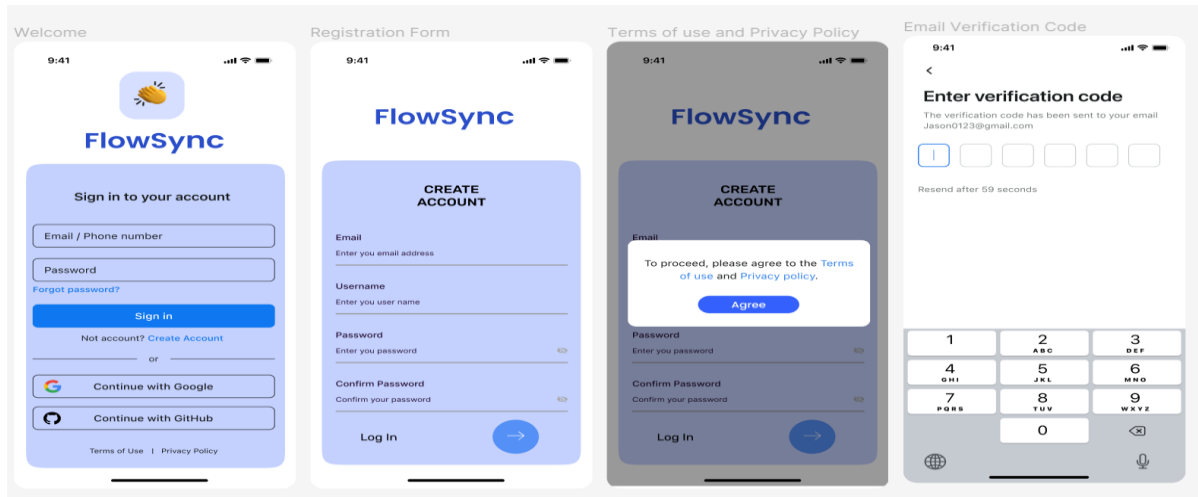 Welcome
9:41
FlowSync
Sign in to your account
Email / Phone number
Password
Forgot password?
Sign in
Not account? Create Account
or
Continue with Google
Continue with GitHub
Terms of Use | Privacy Policy
Registration Form
9:41
FlowSync
CREATE
ACCOUNT
Email
Enter you email address
Username
Enter you user name
Password
Enter you password
Confirm Password
Confirm your password
Log In
Terms of use and Privacy Policy
9:41
FlowSync
CREATE
ACCOUNT
Email
To proceed, please agree to the Terms
of use and Privacy policy.
Agree
Password
Enter you password
Confirm Password
Confirm your password
Log In
Email Verification Code
9:41
Enter verification code
The verification code has been sent to your email
Jason0123@gmail.com
Resend after 59 seconds
1 2 3
ABC DEF
4 5 6
GHI JKL MNO
7 8 9
PQRS TUV WXYZ
0